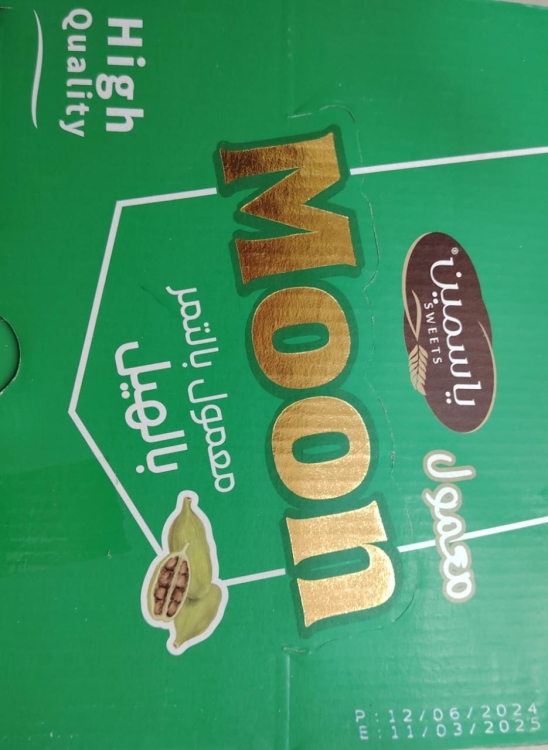 ياسمين®
SWEETS
معمول
Moon
معمول بالتمر
بالهيل
High
Quality
P:12/06/2024
E:11/03/2025